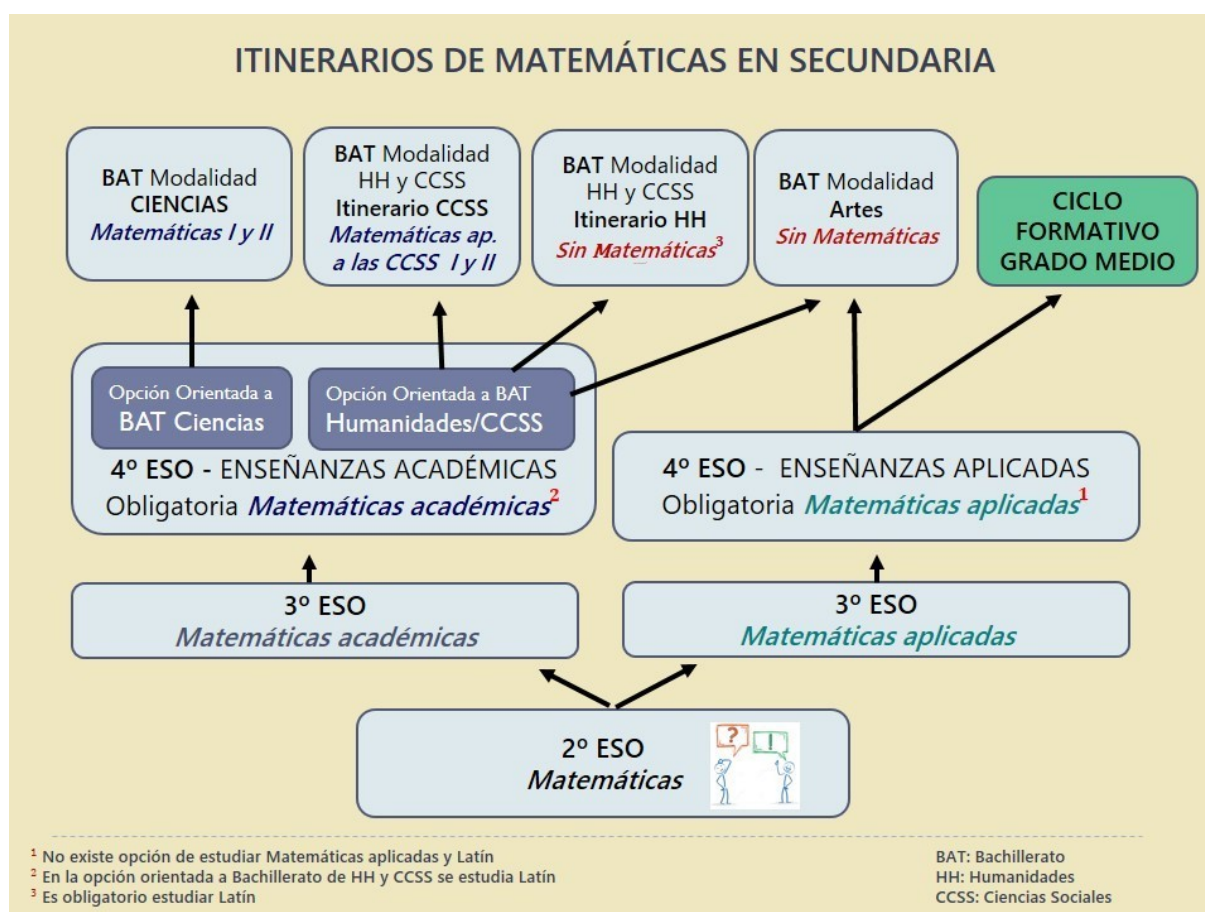 ITINERARIOS DE MATEMÁTICAS EN SECUNDARIA
BAT Modalidad
CIENCIAS
Matemáticas I y II
BAT Modalidad
HH y CCSS
Itinerario CCSS
Matemáticas ap.
a las CCSS I y II
BAT Modalidad
HH y CCSS
Itinerario HH
Sin Matemáticas3
BAT Modalidad
Artes
Sin Matemáticas
CICLO
FORMATIVO
GRADO MEDIO
Opción Orientada a
BAT Ciencias
Opción Orientada a BAT
Humanidades/CCSS
4º ESO - ENSEÑANZAS ACADÉMICAS
Obligatoria Matemáticas académicas2
4º ESO - ENSEÑANZAS APLICADAS
Obligatoria Matemáticas aplicadas1
3º ESO
Matemáticas académicas
3º ESO
Matemáticas aplicadas
2º ESO
Matemáticas
?
!
1 No existe opción de estudiar Matemáticas aplicadas y Latín
2 En la opción orientada a Bachillerato de HH y CCSS se estudia Latín
3 Es obligatorio estudiar Latín
BAT: Bachillerato
HH: Humanidades
CCSS: Ciencias Sociales